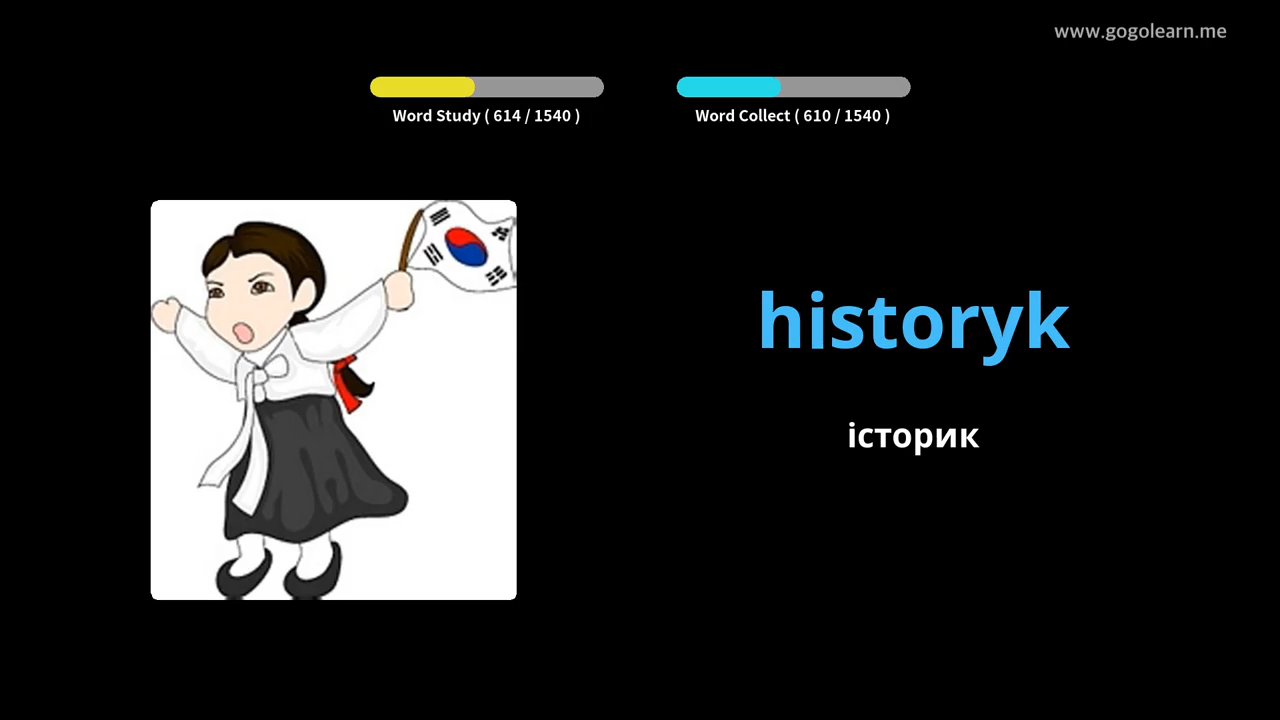 www.gogolearn.me
Word Study ( 614 / 1540 )
Word Collect ( 610 / 1540 )
historyk
історик